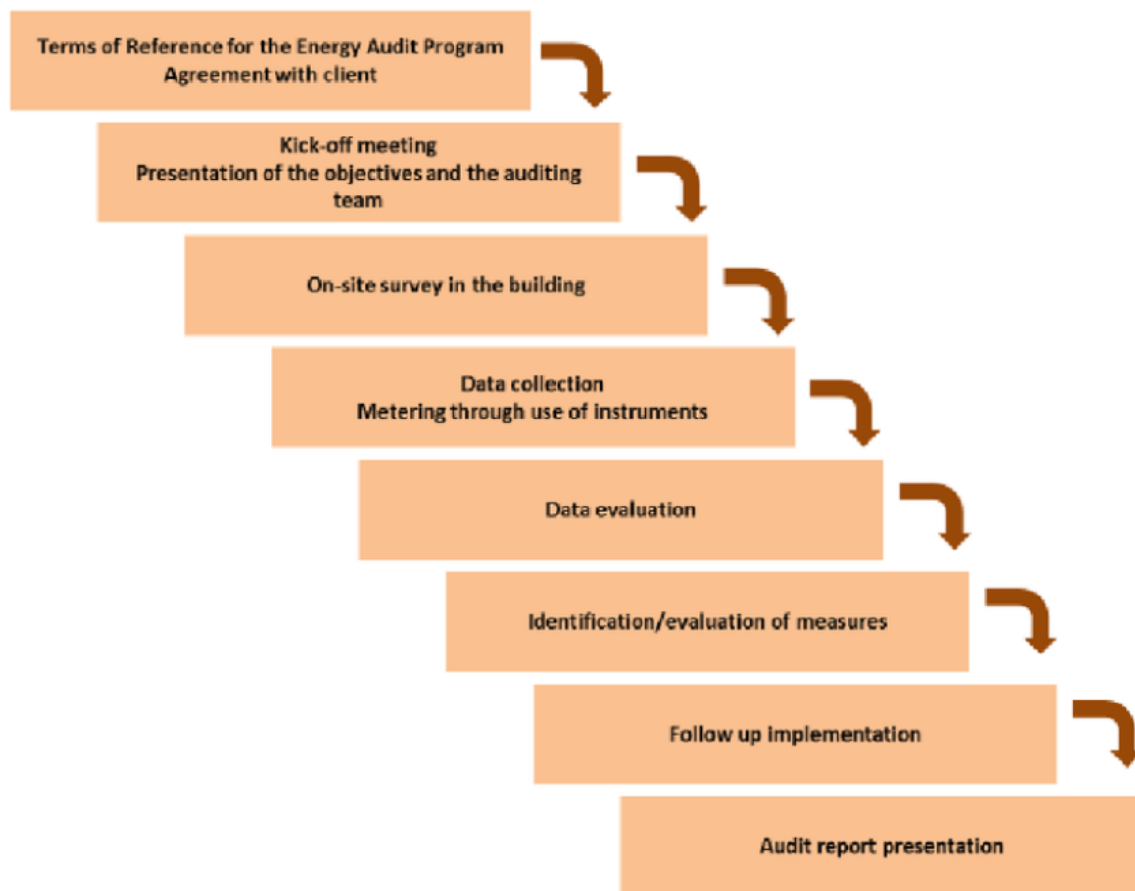 Terms of Reference for the Energy Audit Program
Agreement with client
Kick-off meeting
Presentation of the objectives and the auditing
team
On-site survey in the building
Data collection
Metering through use of instruments
Data evaluation
Identification/evaluation of measures
Follow up implementation
Audit report presentation